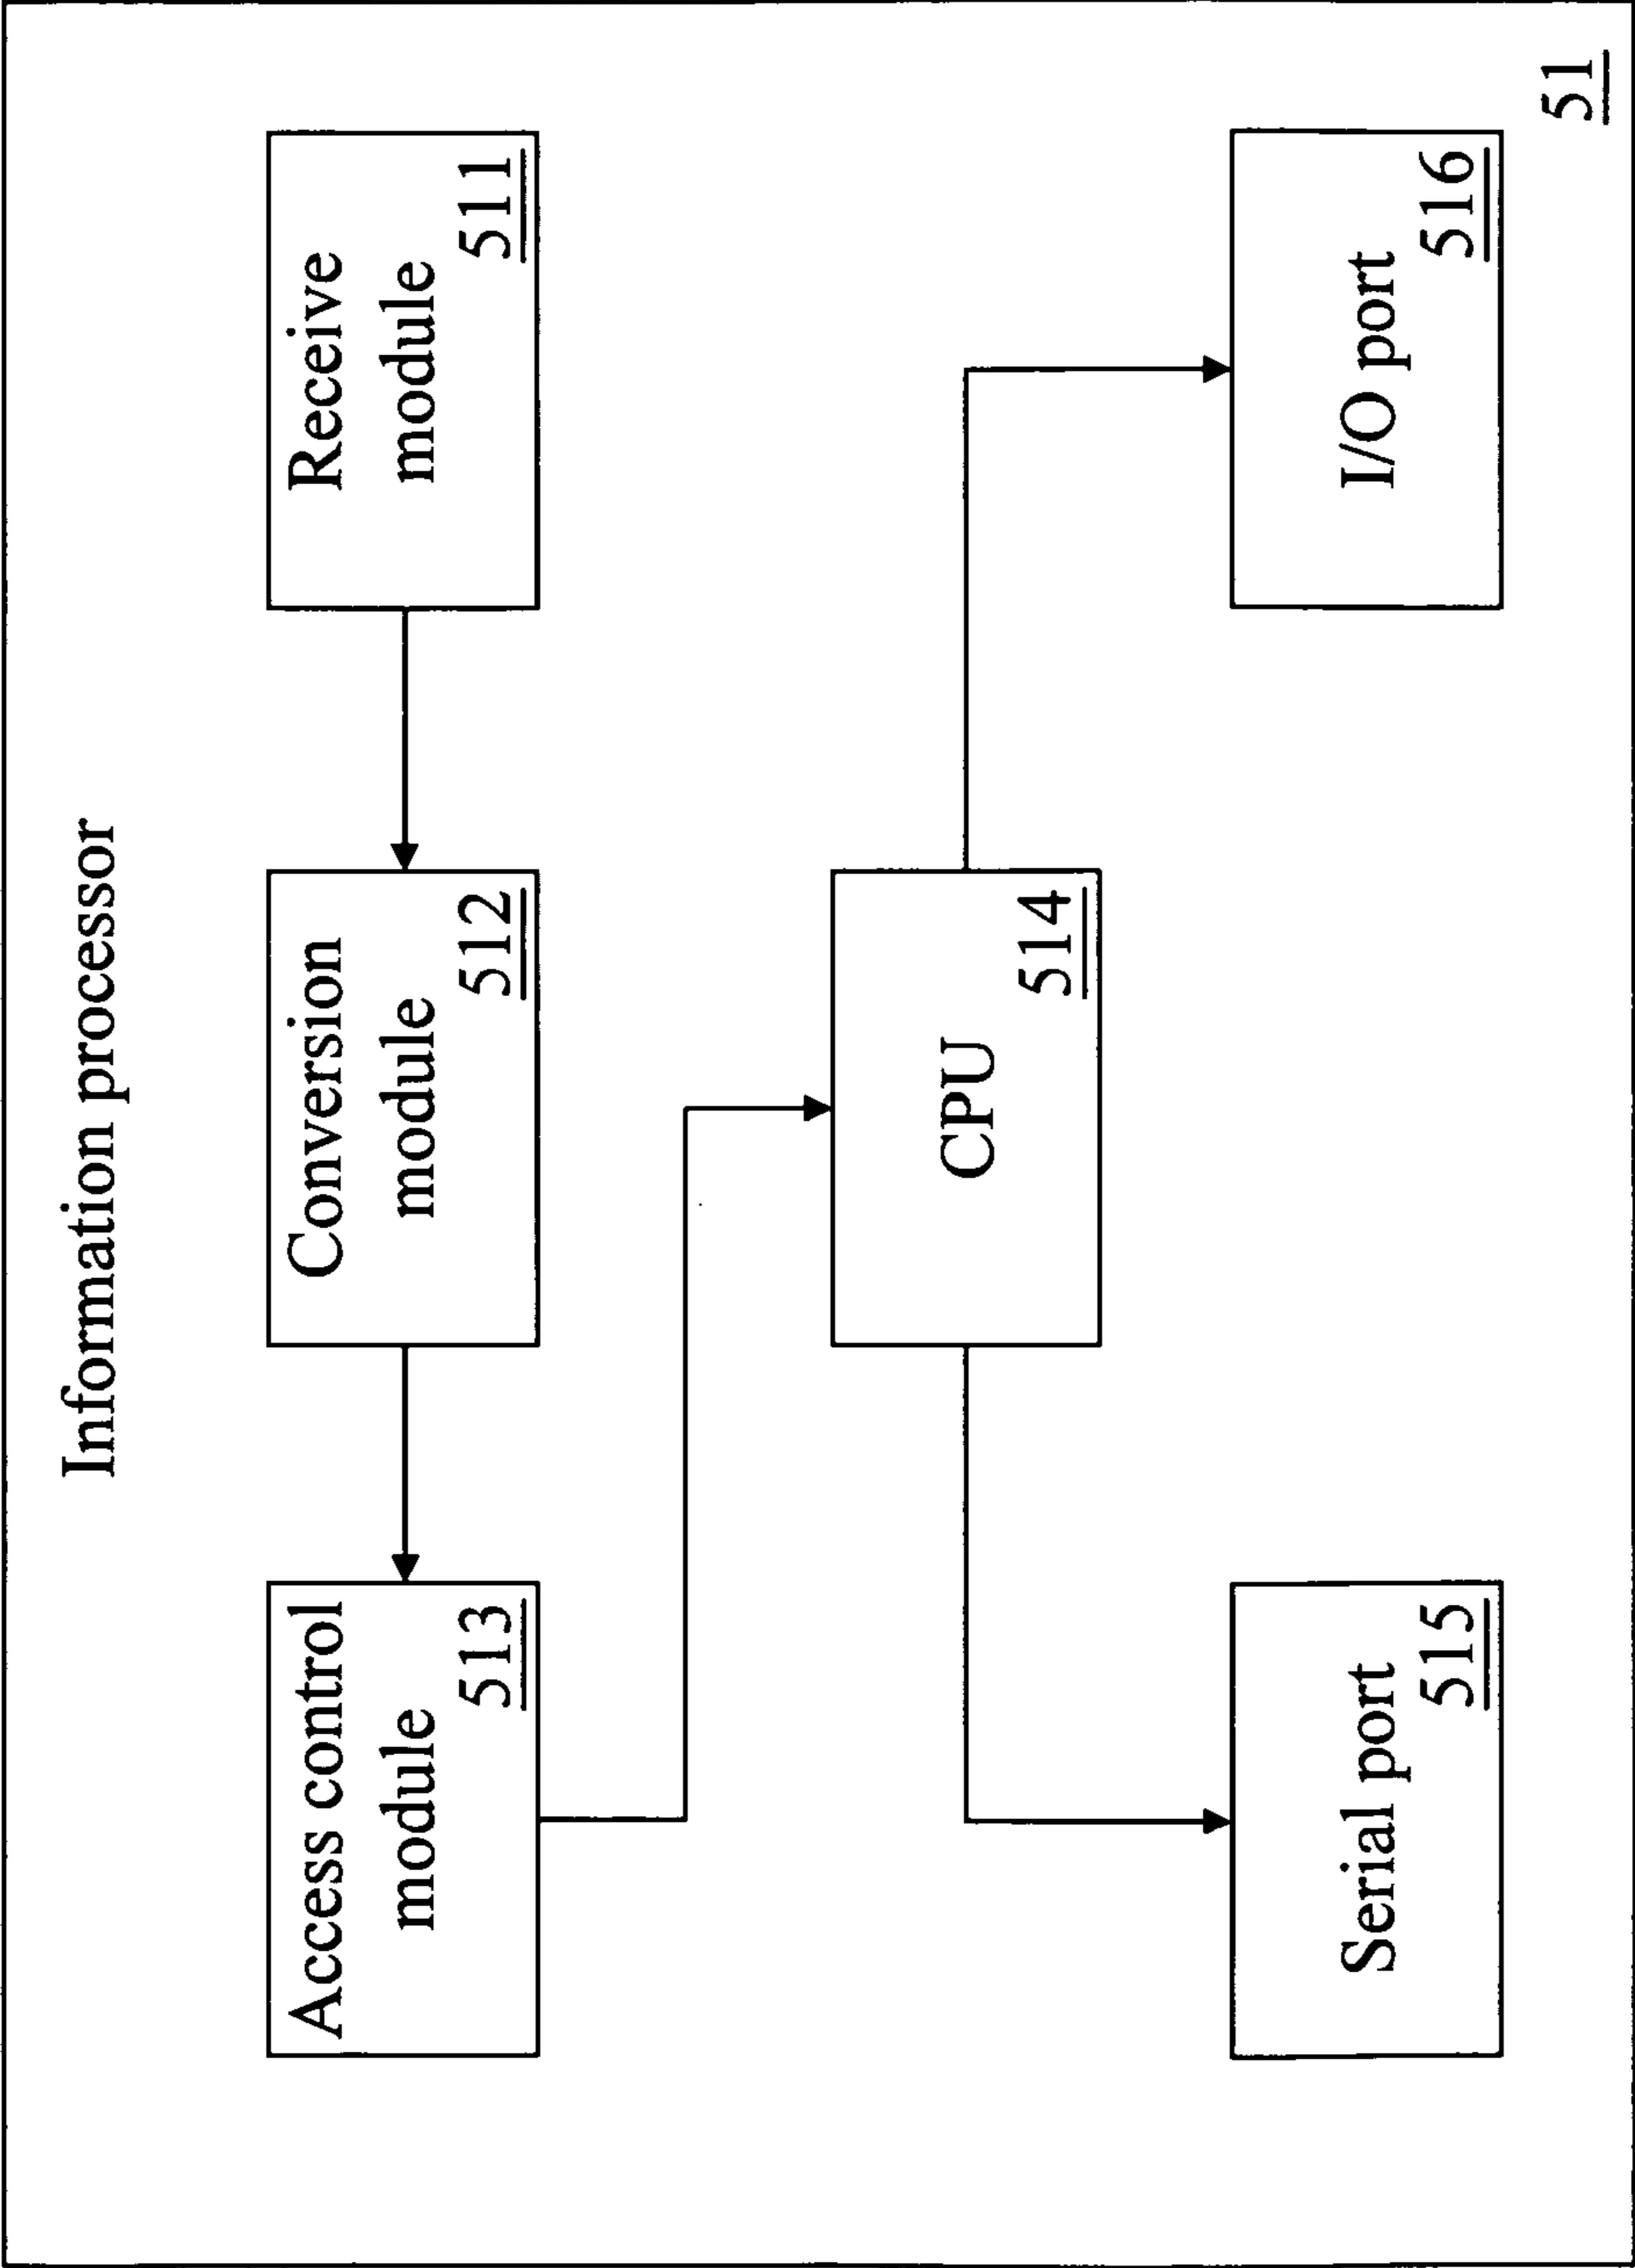 Information processor
Access control
module
513
Conversion
module
512
Receive
module
511
CPU
514
Serial port
515
I/O port
516
51